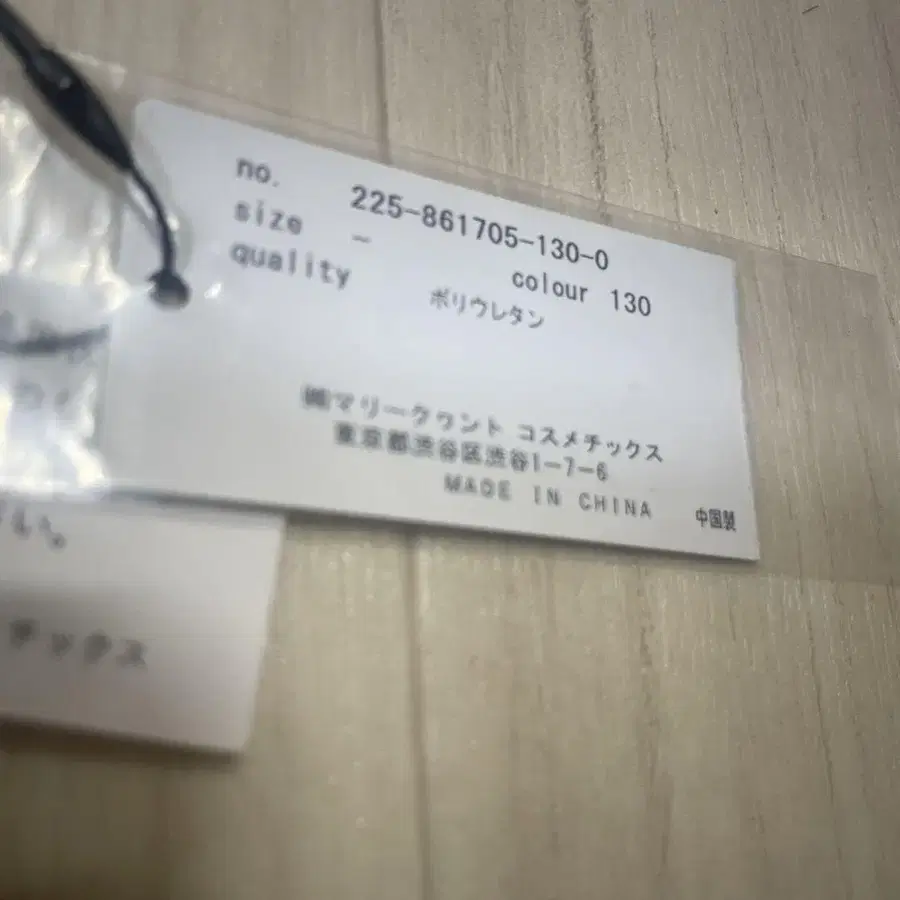 no. 225-861705-130-0
size - colour 130
quality ポリウレタン
㈱マリークヮント コスメチックス
東京都渋谷区渋谷1-7-6
MADE IN CHINA 中国製
い。
チックス